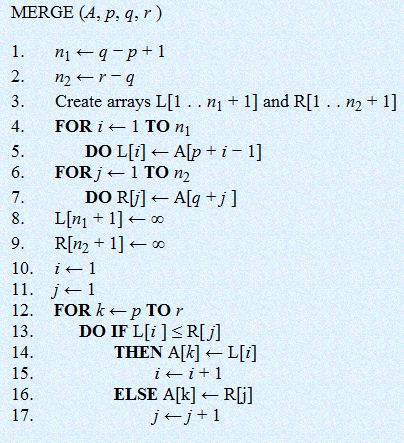 MERGE (A, p, q, r )
1. n₁ ← q − p + 1
2. n₂ ← r − q
3. Create arrays L[1 . . n₁ + 1] and R[1 . . n₂ + 1]
4. FOR i ← 1 TO n₁
5. DO L[i] ← A[p + i − 1]
6. FOR j ← 1 TO n₂
7. DO R[j] ← A[q + j ]
8. L[n₁ + 1] ← ∞
9. R[n₂ + 1] ← ∞
10. i ← 1
11. j ← 1
12. FOR k ← p TO r
13. DO IF L[i ] ≤ R[ j]
14. THEN A[k] ← L[i]
15. i ← i + 1
16. ELSE A[k] ← R[j]
17. j ← j + 1